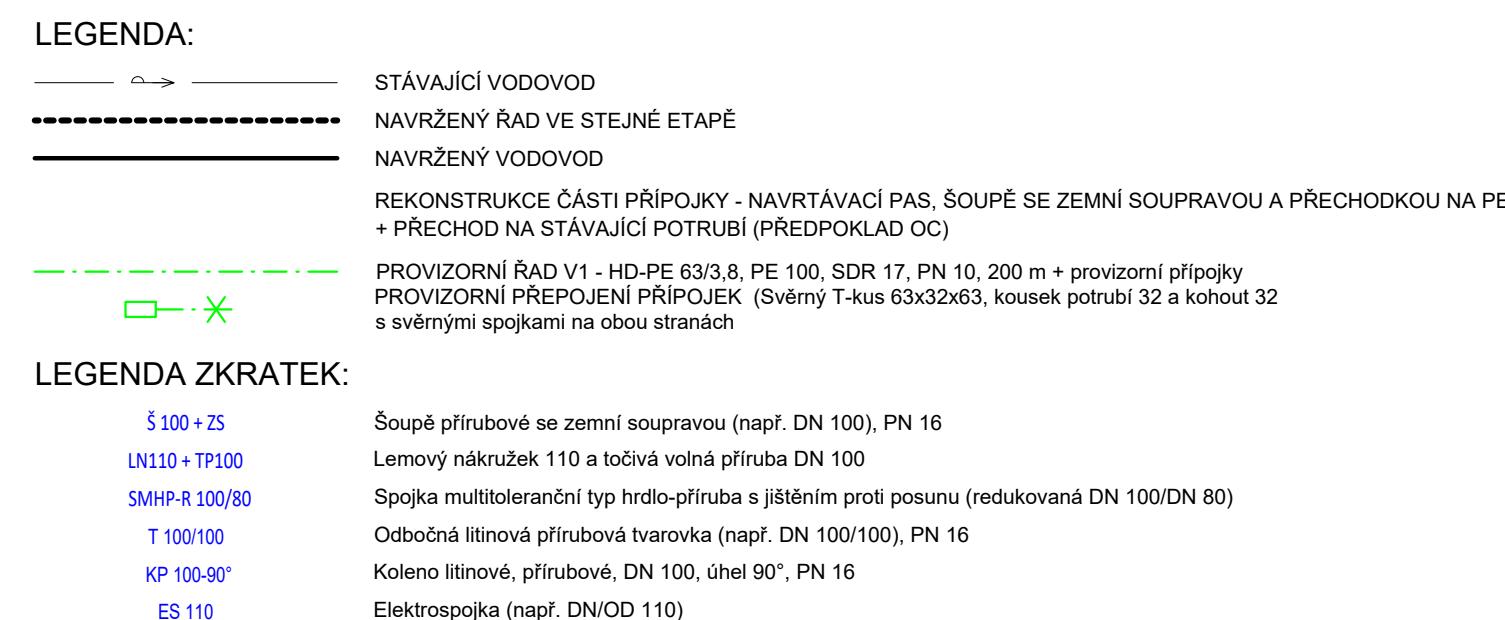 LEGENDA:
STÁVAJÍCÍ VODOVOD
NAVRŽENÝ ŘAD VE STEJNÉ ETAPĚ
NAVRŽENÝ VODOVOD
REKONSTRUKCE ČÁSTI PŘÍPOJKY - NAVRTÁVACÍ PAS, ŠOUPĚ SE ZEMNÍ SOUPRAVOU A PŘECHODKOU NA PE
+ PŘECHOD NA STÁVAJÍCÍ POTRUBÍ (PŘEDPOKLAD OC)
PROVIZORNÍ ŘAD V1 - HD-PE 63/3,8, PE 100, SDR 17, PN 10, 200 m + provizorní přípojky
PROVIZORNÍ PŘEPOJENÍ PŘÍPOJEK (Svěrný T-kus 63x32x63, kousek potrubí 32 a kohout 32
s svěrnými spojkami na obou stranách
LEGENDA ZKRATEK:
Š 100 + ZS Šoupě přírubové se zemní soupravou (např. DN 100), PN 16
LN110 + TP100 Lemový nákružek 110 a točivá volná příruba DN 100
SMHP-R 100/80 Spojka multitoleranční typ hrdlo-příruba s jištěním proti posunu (redukovaná DN 100/DN 80)
T 100/100 Odbočná litinová přírubová tvarovka (např. DN 100/100), PN 16
KP 100-90° Koleno litinové, přírubové, DN 100, úhel 90°, PN 16
ES 110 Elektrospojka (např. DN/OD 110)